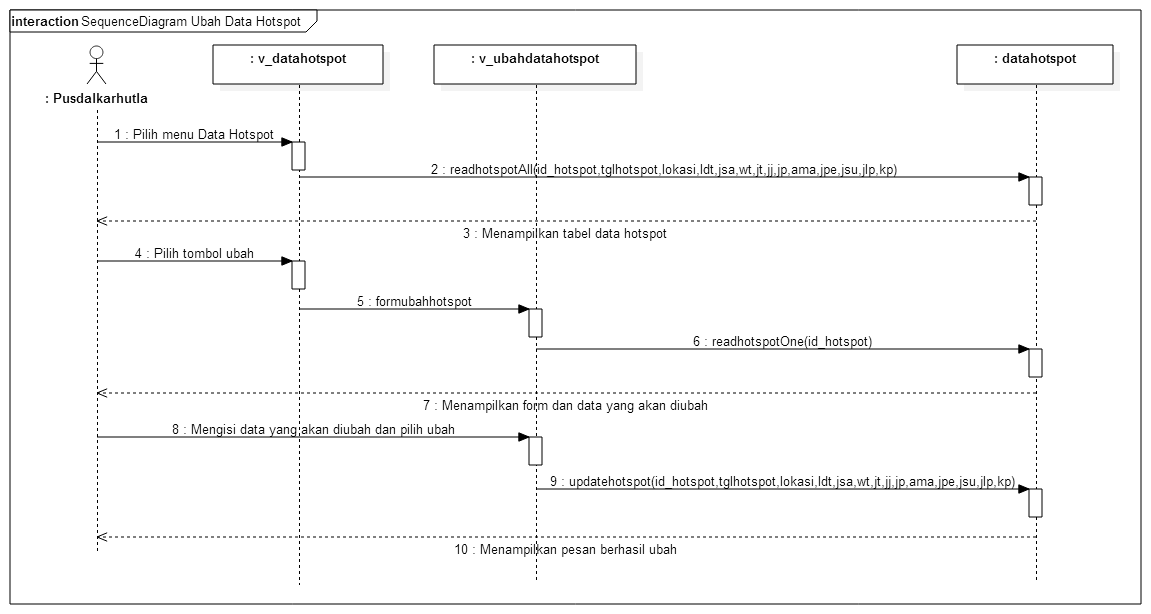 interaction SequenceDiagram Ubah Data Hotspot
: Pusdalkarhutla
: v_datahotspot
: v_ubahdatahotspot
: datahotspot
1 : Pilih menu Data Hotspot
2 : readhotspotAll(id_hotspot,tglhotspot,lokasi,ldt,jsa,wt,jt,jj,jp,ama,jpe,jsu,jlp,kp)
3 : Menampilkan tabel data hotspot
4 : Pilih tombol ubah
5 : formubahhotspot
6 : readhotspotOne(id_hotspot)
7 : Menampilkan form dan data yang akan diubah
8 : Mengisi data yang akan diubah dan pilih ubah
9 : updatehotspot(id_hotspot,tglhotspot,lokasi,ldt,jsa,wt,jt,jj,jp,ama,jpe,jsu,jlp,kp)
10 : Menampilkan pesan berhasil ubah